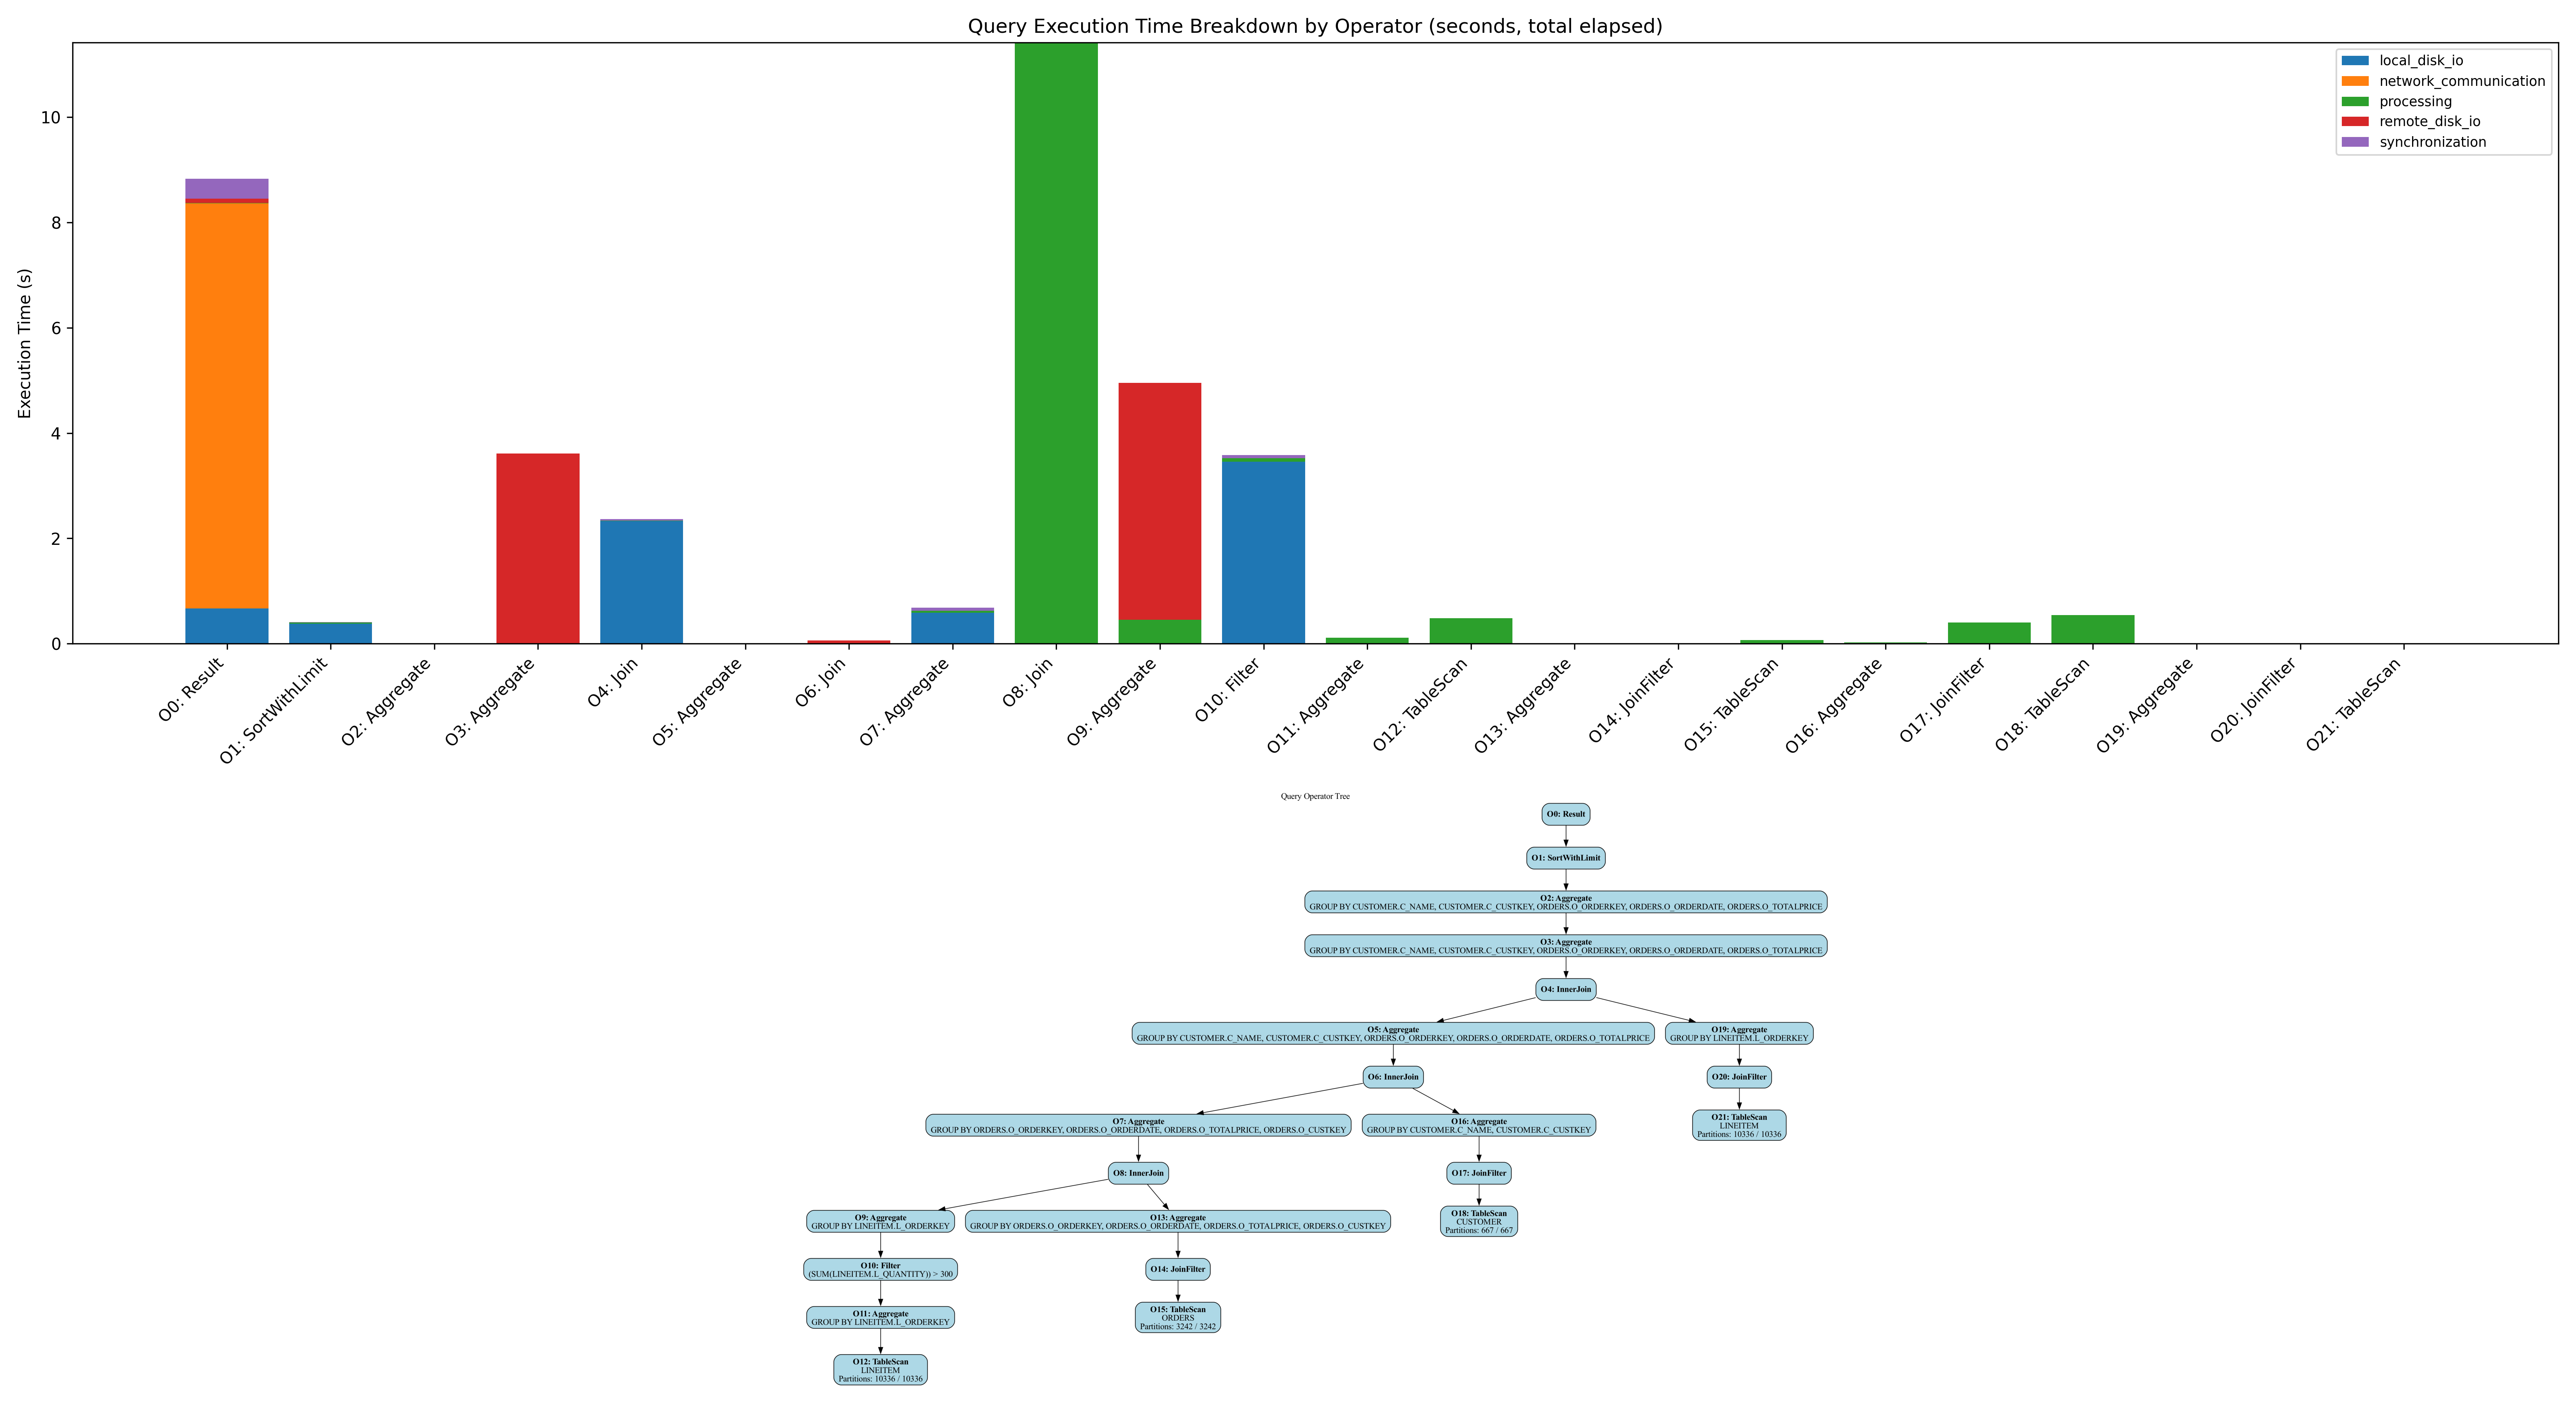 Query Execution Time Breakdown by Operator (seconds, total elapsed)
local_disk_io
network_communication
processing
remote_disk_io
synchronization
Execution Time (s)
10
8
6
4
2
0
O0: Result
O1: SortWithLimit
O2: Aggregate
O3: Aggregate
O4: Join
O5: Aggregate
O6: Join
O7: Aggregate
O8: Join
O9: Aggregate
O10: Filter
O11: Aggregate
O12: TableScan
O13: Aggregate
O14: JoinFilter
O15: TableScan
O16: Aggregate
O17: JoinFilter
O18: TableScan
O19: Aggregate
O20: JoinFilter
O21: TableScan
Query Operator Tree
O0: Result
O1: SortWithLimit
O2: Aggregate
GROUP BY CUSTOMER.C_NAME, CUSTOMER.C_CUSTKEY, ORDERS.O_ORDERKEY, ORDERS.O_ORDERDATE, ORDERS.O_TOTALPRICE
O3: Aggregate
GROUP BY CUSTOMER.C_NAME, CUSTOMER.C_CUSTKEY, ORDERS.O_ORDERKEY, ORDERS.O_ORDERDATE, ORDERS.O_TOTALPRICE
O4: InnerJoin
O5: Aggregate
GROUP BY CUSTOMER.C_NAME, CUSTOMER.C_CUSTKEY, ORDERS.O_ORDERKEY, ORDERS.O_ORDERDATE, ORDERS.O_TOTALPRICE
O19: Aggregate
GROUP BY LINEITEM.L_ORDERKEY
O6: InnerJoin
O20: JoinFilter
O7: Aggregate
GROUP BY ORDERS.O_ORDERKEY, ORDERS.O_ORDERDATE, ORDERS.O_TOTALPRICE, ORDERS.O_CUSTKEY
O16: Aggregate
GROUP BY CUSTOMER.C_NAME, CUSTOMER.C_CUSTKEY
O21: TableScan
LINEITEM
Partitions: 10336 / 10336
O8: InnerJoin
O17: JoinFilter
O9: Aggregate
GROUP BY LINEITEM.L_ORDERKEY
O13: Aggregate
GROUP BY ORDERS.O_ORDERKEY, ORDERS.O_ORDERDATE, ORDERS.O_TOTALPRICE, ORDERS.O_CUSTKEY
O18: TableScan
CUSTOMER
Partitions: 667 / 667
O10: Filter
(SUM(LINEITEM.L_QUANTITY)) > 300
O14: JoinFilter
O11: Aggregate
GROUP BY LINEITEM.L_ORDERKEY
O15: TableScan
ORDERS
Partitions: 3242 / 3242
O12: TableScan
LINEITEM
Partitions: 10336 / 10336